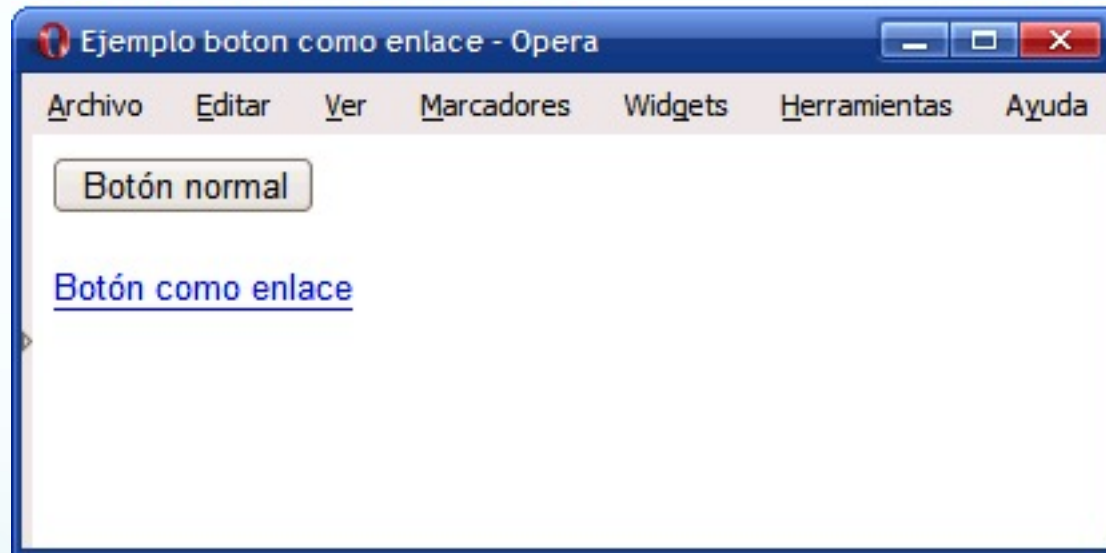 Ejemplo boton como enlace - Opera
Archivo Editar Ver Marcadores Widgets Herramientas Ayuda
Botón normal
Botón como enlace